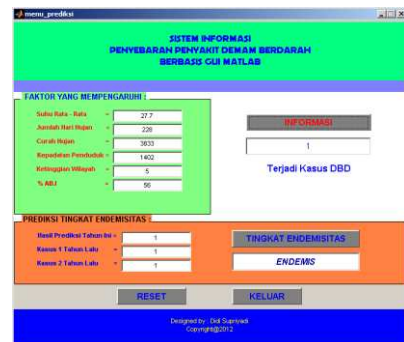 menu_prediksi
SISTEM INFORMASI
PENYEBARAN PENYAKIT DEMAM BERDARAH
BERBASIS GUI MATLAB
FAKTOR YANG MEMPENGARUHI :
Suhu Rata - Rata = 27.7
Jumlah Hari Hujan = 228
Curah Hujan = 3833
Kepadatan Penduduk = 1402
Ketinggian Wilayah = 5
% ABJ = 56
INFORMASI
1
Terjadi Kasus DBD
PREDIKSI TINGKAT ENDEMISITAS :
Hasil Prediksi Tahun Ini = 1
Kasus 1 Tahun Lalu = 1
Kasus 2 Tahun Lalu = 1
TINGKAT ENDEMISITAS
ENDEMIS
RESET
KELUAR
Designed by : Didi Supriyadi
Copyright@2012